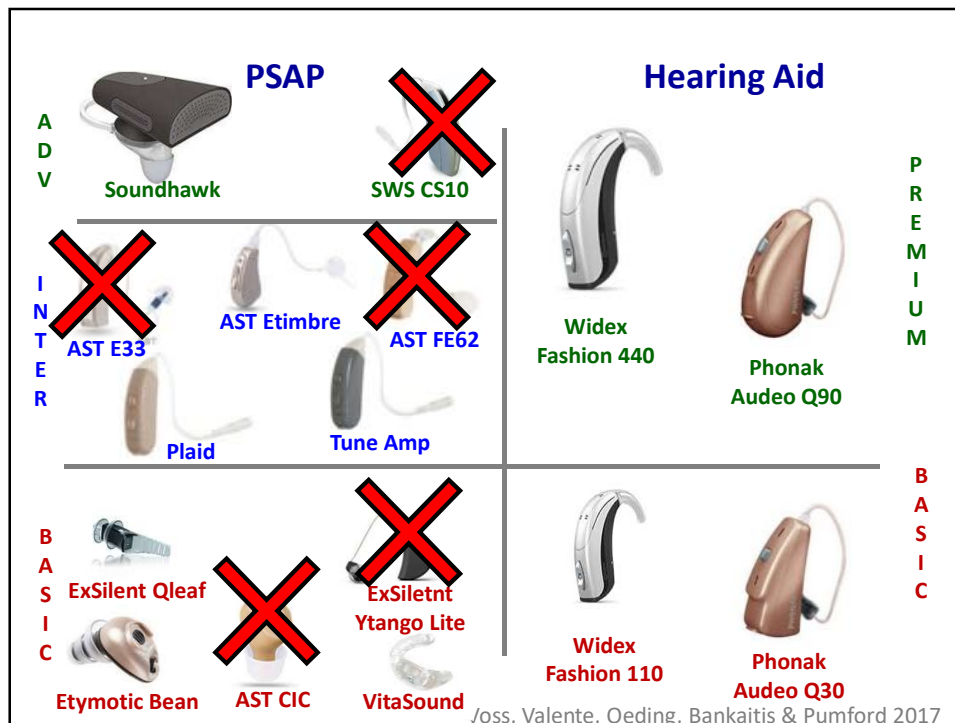 PSAP
Hearing Aid
A
D
V
Soundhawk
SWS CS10
P
R
E
M
I
U
M
Widex
Fashion 440
Phonak
Audeo Q90
I
N
T
E
R
AST E33
AST Etimbre
AST FE62
Plaid
Tune Amp
B
A
S
I
C
ExSilent Qleaf
ExSiletnt
Ytango Lite
Etymotic Bean
AST CIC
VitaSound
B
A
S
I
C
Widex
Fashion 110
Phonak
Audeo Q30
Valente, Oeding, Bankaitis & Pumford 2017